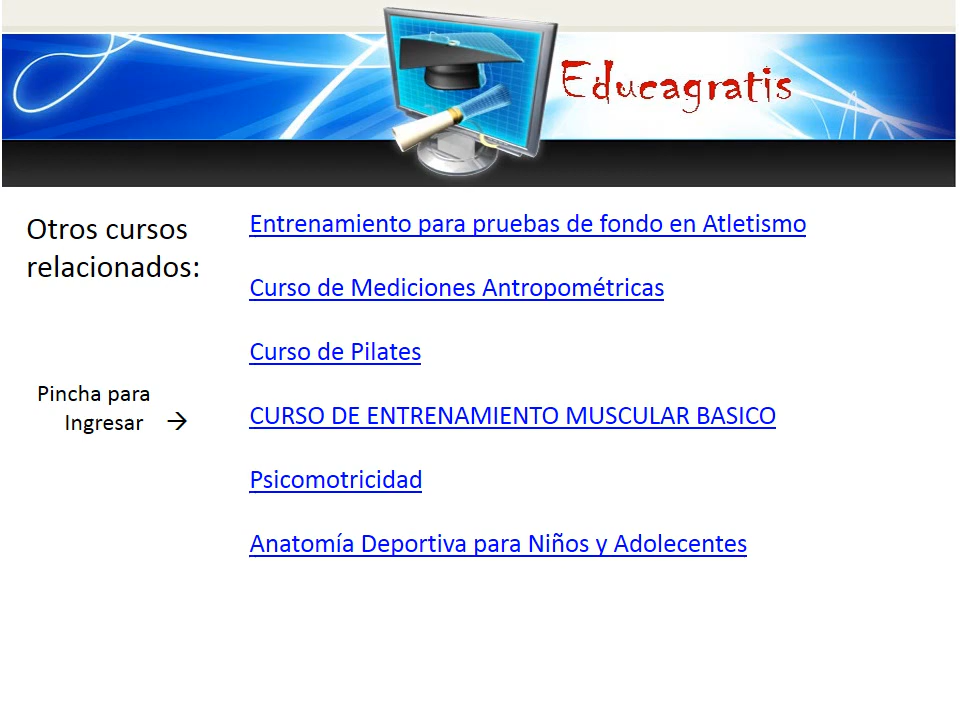 Educagratis
Otros cursos
relacionados:
Entrenamiento para pruebas de fondo en Atletismo
Curso de Mediciones Antropométricas
Curso de Pilates
Pincha para
Ingresar →
CURSO DE ENTRENAMIENTO MUSCULAR BASICO
Psicomotricidad
Anatomía Deportiva para Niños y Adolecentes